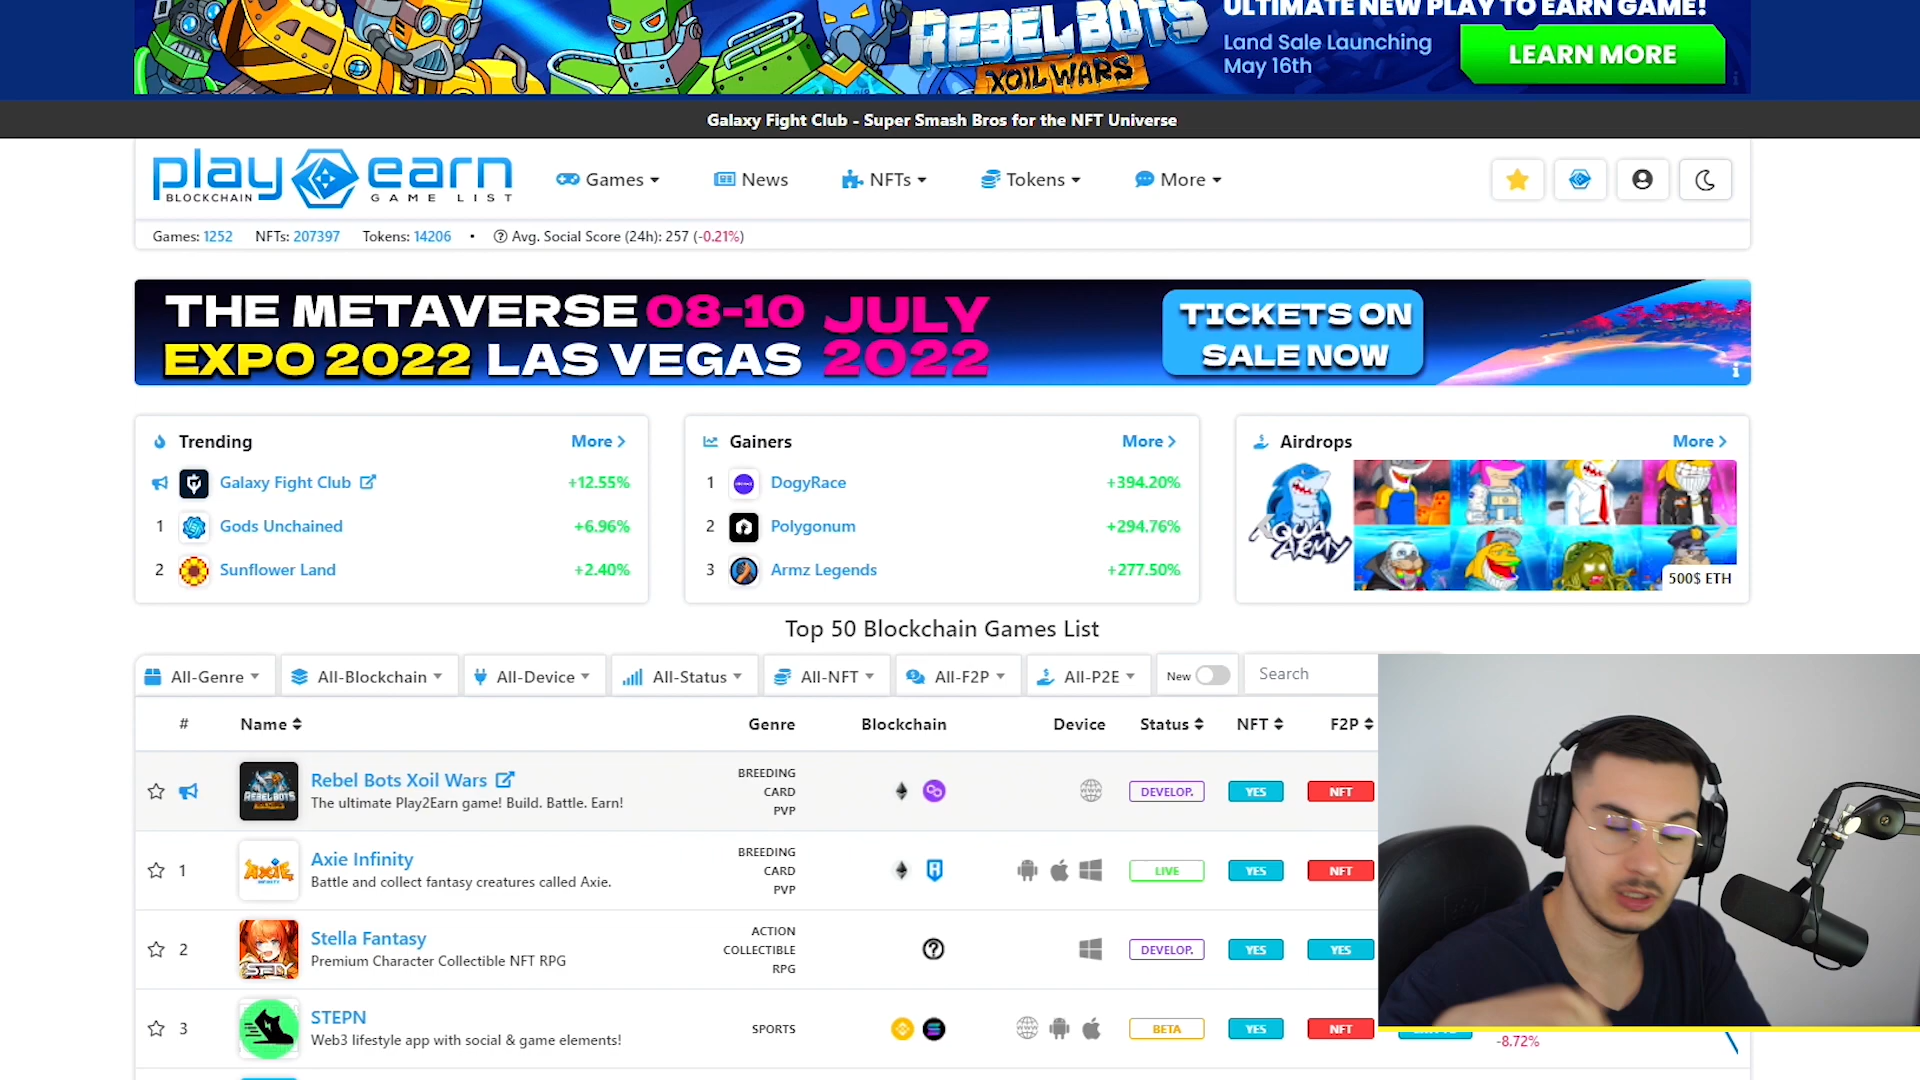 REBEL BOTS
XOIL WARS
ULTIMATE NEW PLAY TO EARN GAME!
Land Sale Launching
May 16th
LEARN MORE
Galaxy Fight Club - Super Smash Bros for the NFT Universe
play earn
BLOCKCHAIN GAME LIST
Games
News
NFTs
Tokens
More
Games: 1252 NFTs: 207397 Tokens: 14206 • Avg. Social Score (24h): 257 (-0.21%)
THE METAVERSE 08-10 JULY
EXPO 2022 LAS VEGAS 2022
TICKETS ON
SALE NOW
Trending More
Galaxy Fight Club +12.55%
1 Gods Unchained +6.96%
2 Sunflower Land +2.40%
Gainers More
1 DogyRace +394.20%
2 Polygonum +294.76%
3 Armz Legends +277.50%
Airdrops More
AQUA
ARMY
500$ ETH
Top 50 Blockchain Games List
All-Genre All-Blockchain All-Device All-Status All-NFT All-F2P All-P2E New Search
# Name Genre Blockchain Device Status NFT F2P
REBEL BOTS
Rebel Bots Xoil Wars
The ultimate Play2Earn game! Build. Battle. Earn!
BREEDING
CARD
PVP
DEVELOP. YES NFT
1
AXIE
INFINITY
Axie Infinity
Battle and collect fantasy creatures called Axie.
BREEDING
CARD
PVP
LIVE YES NFT
2
SFTY
Stella Fantasy
Premium Character Collectible NFT RPG
ACTION
COLLECTIBLE
RPG
DEVELOP. YES YES
3
STEPN
Web3 lifestyle app with social & game elements!
SPORTS
BETA YES NFT
-8.72%